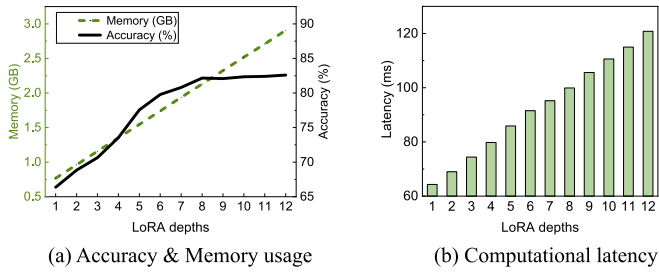 3.0
2.5
2.0
1.5
1.0
0.5
Memory (GB)
Memory (GB)
Accuracy (%)
90
85
80
75
70
65
Accuracy (%)
1 2 3 4 5 6 7 8 9 10 11 12
LoRA depths
(a) Accuracy & Memory usage
120
100
80
60
Latency (ms)
1 2 3 4 5 6 7 8 9 10 11 12
LoRA depths
(b) Computational latency